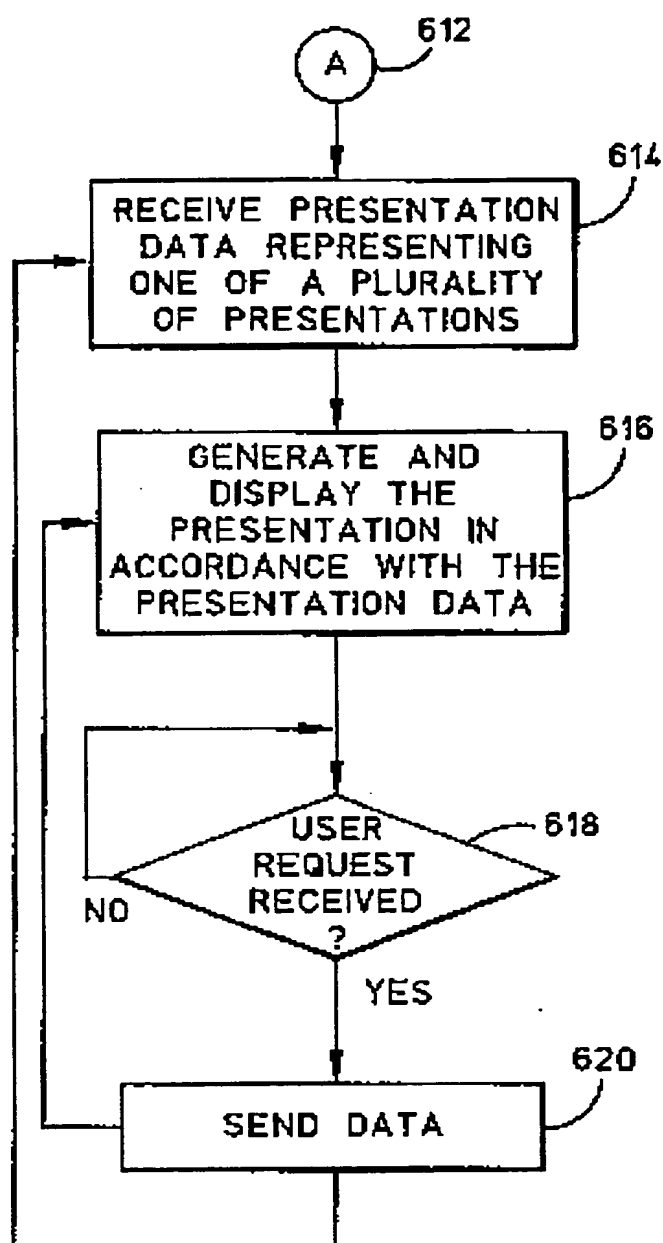 612
A
614
RECEIVE PRESENTATION
DATA REPRESENTING
ONE OF A PLURALITY
OF PRESENTATIONS
616
GENERATE AND
DISPLAY THE
PRESENTATION IN
ACCORDANCE WITH THE
PRESENTATION DATA
618
USER
REQUEST
RECEIVED
?
NO
YES
620
SEND DATA